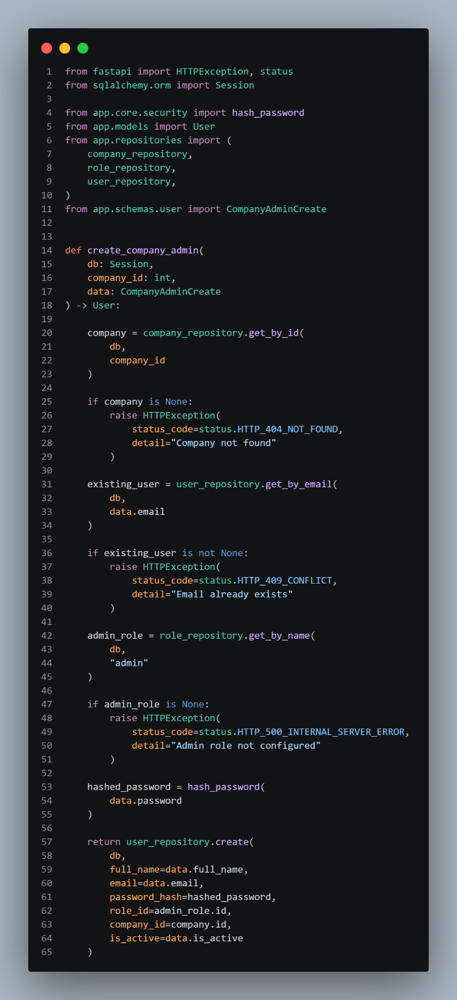 1 from fastapi import HTTPException, status
2 from sqlalchemy.orm import Session
3
4 from app.core.security import hash_password
5 from app.models import User
6 from app.repositories import (
7     company_repository,
8     role_repository,
9     user_repository,
10 )
11 from app.schemas.user import CompanyAdminCreate
12
13
14 def create_company_admin(
15     db: Session,
16     company_id: int,
17     data: CompanyAdminCreate
18 ) -> User:
19
20     company = company_repository.get_by_id(
21         db,
22         company_id
23     )
24
25     if company is None:
26         raise HTTPException(
27             status_code=status.HTTP_404_NOT_FOUND,
28             detail="Company not found"
29         )
30
31     existing_user = user_repository.get_by_email(
32         db,
33         data.email
34     )
35
36     if existing_user is not None:
37         raise HTTPException(
38             status_code=status.HTTP_409_CONFLICT,
39             detail="Email already exists"
40         )
41
42     admin_role = role_repository.get_by_name(
43         db,
44         "admin"
45     )
46
47     if admin_role is None:
48         raise HTTPException(
49             status_code=status.HTTP_500_INTERNAL_SERVER_ERROR,
50             detail="Admin role not configured"
51         )
52
53     hashed_password = hash_password(
54         data.password
55     )
56
57     return user_repository.create(
58         db,
59         full_name=data.full_name,
60         email=data.email,
61         password_hash=hashed_password,
62         role_id=admin_role.id,
63         company_id=company.id,
64         is_active=data.is_active
65     )